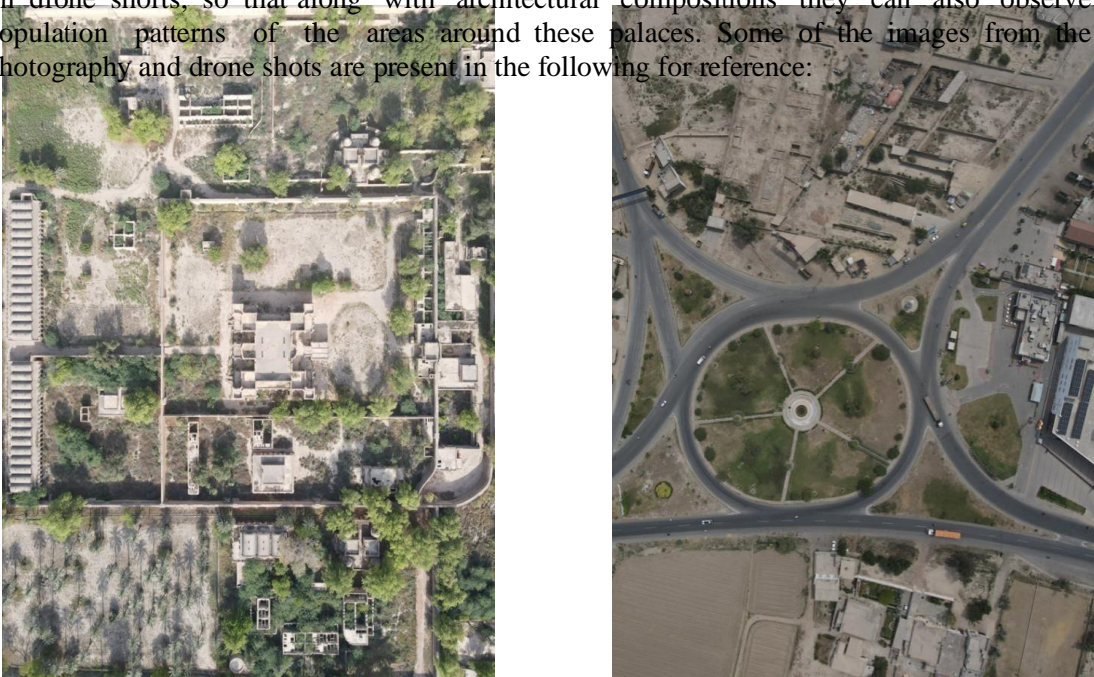 drone shorts, so that along with architectural compositions they can also observe
opulation patterns of the areas around these palaces. Some of the images from the
hotography and drone shots are present in the following for reference: